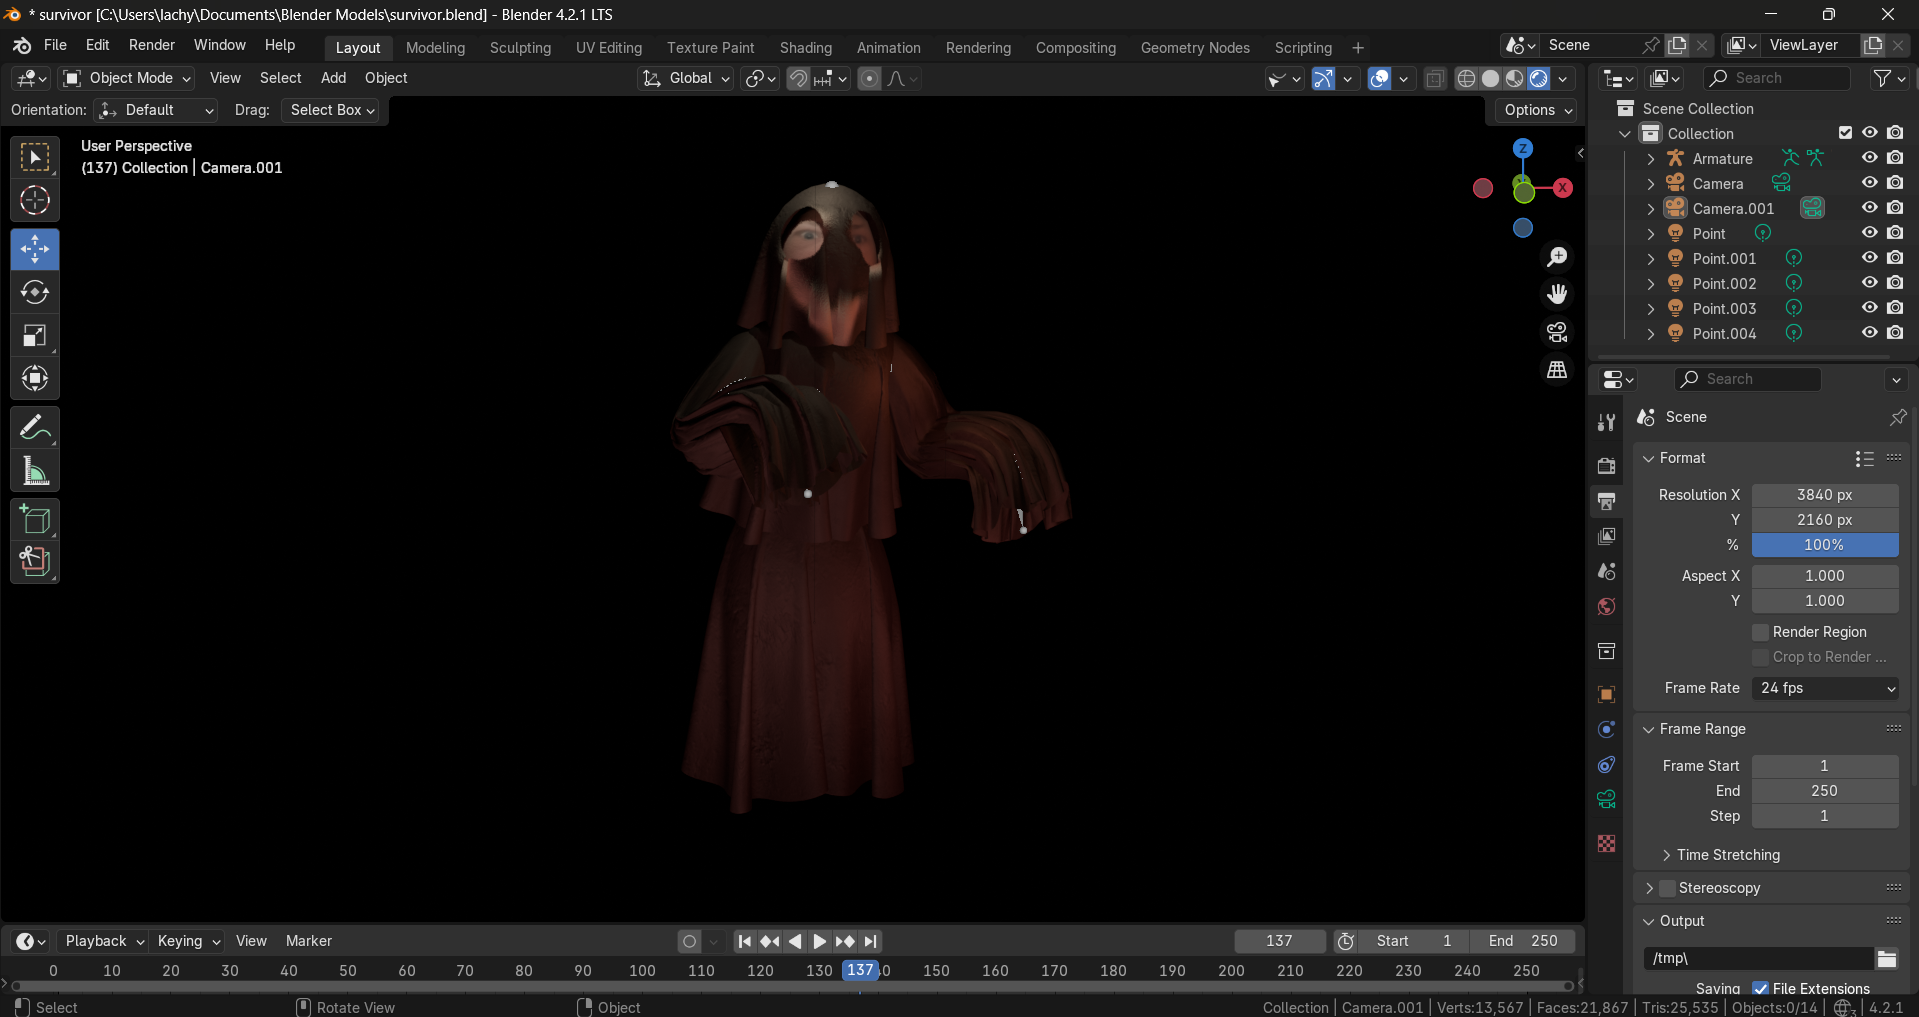 * survivor [C:\Users\lachy\Documents\Blender Models\survivor.blend] - Blender 4.2.1 LTS
File Edit Render Window Help Layout Modeling Sculpting UV Editing Texture Paint Shading Animation Rendering Compositing Geometry Nodes Scripting + Scene ViewLayer
Object Mode View Select Add Object Global Search
Orientation: Default Drag: Select Box Options
User Perspective
(137) Collection | Camera.001
Z
X
Scene Collection
Collection
Armature
Camera
Camera.001
Point
Point.001
Point.002
Point.003
Point.004
Search
Scene
Format
Resolution X 3840 px
Y 2160 px
% 100%
Aspect X 1.000
Y 1.000
Render Region
Crop to Render ...
Frame Rate 24 fps
Frame Range
Frame Start 1
End 250
Step 1
Time Stretching
Stereoscopy
Output
/tmp\
Saving File Extensions
Playback Keying View Marker 137 Start 1 End 250
0 10 20 30 40 50 60 70 80 90 100 110 120 130 137 150 160 170 180 190 200 210 220 230 240 250
Select Rotate View Object Collection | Camera.001 | Verts:13,567 | Faces:21,867 | Tris:25,535 | Objects:0/14 | 4.2.1